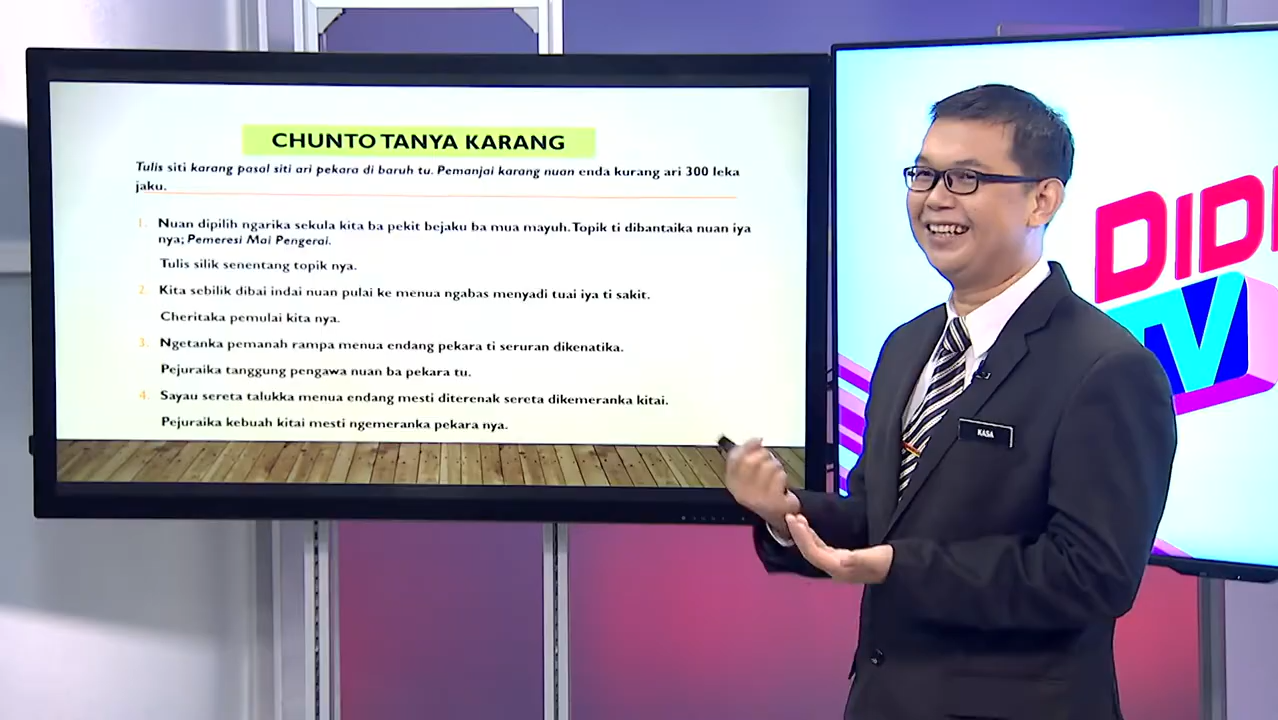 CHUNTO TANYA KARANG
Tulis siti karang pasal siti ari pekara di baruh tu. Pemanjai karang nuan enda kurang ari 300 leka
jaku.
1. Nuan dipilih ngarika sekula kita ba pekit bejaku ba mua mayuh. Topik ti dibantaika nuan iya
nya; Pemeresi Mai Pengerai.
Tulis silik senentang topik nya.
2. Kita sebilik dibai indai nuan pulai ke menua ngabas menyadi tuai iya ti sakit.
Cheritaka pemulai kita nya.
3. Ngetanka pemanah rampa menua endang pekara ti seruran dikenatika.
Pejuraika tanggung pengawa nuan ba pekara tu.
4. Sayau sereta talukka menua endang mesti diterenak sereta dikemeranka kitai.
Pejuraika kebuah kitai mesti ngemeranka pekara nya.
KASA
DIDI
TV